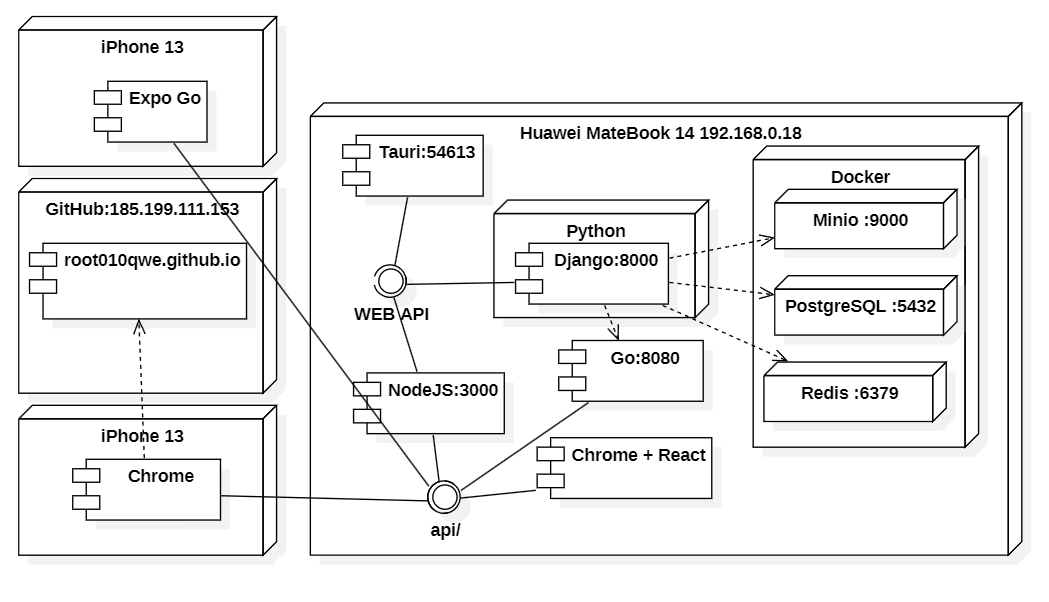 iPhone 13
Expo Go
GitHub:185.199.111.153
root010qwe.github.io
iPhone 13
Chrome
Huawei MateBook 14 192.168.0.18
Tauri:54613
WEB API
NodeJS:3000
Python
Django:8000
Go:8080
Chrome + React
api/
Docker
Minio :9000
PostgreSQL :5432
Redis :6379